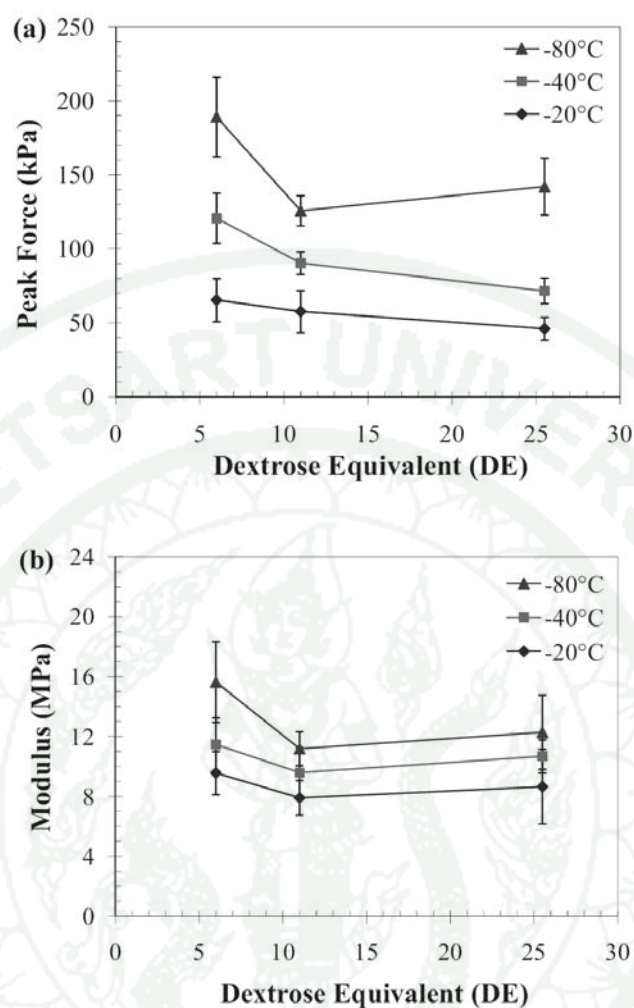 (a)
250
200
150
100
50
0
Peak Force (kPa)
-80°C
-40°C
-20°C
0 5 10 15 20 25 30
Dextrose Equivalent (DE)
(b)
24
20
16
12
8
4
0
Modulus (MPa)
-80°C
-40°C
-20°C
0 5 10 15 20 25 30
Dextrose Equivalent (DE)